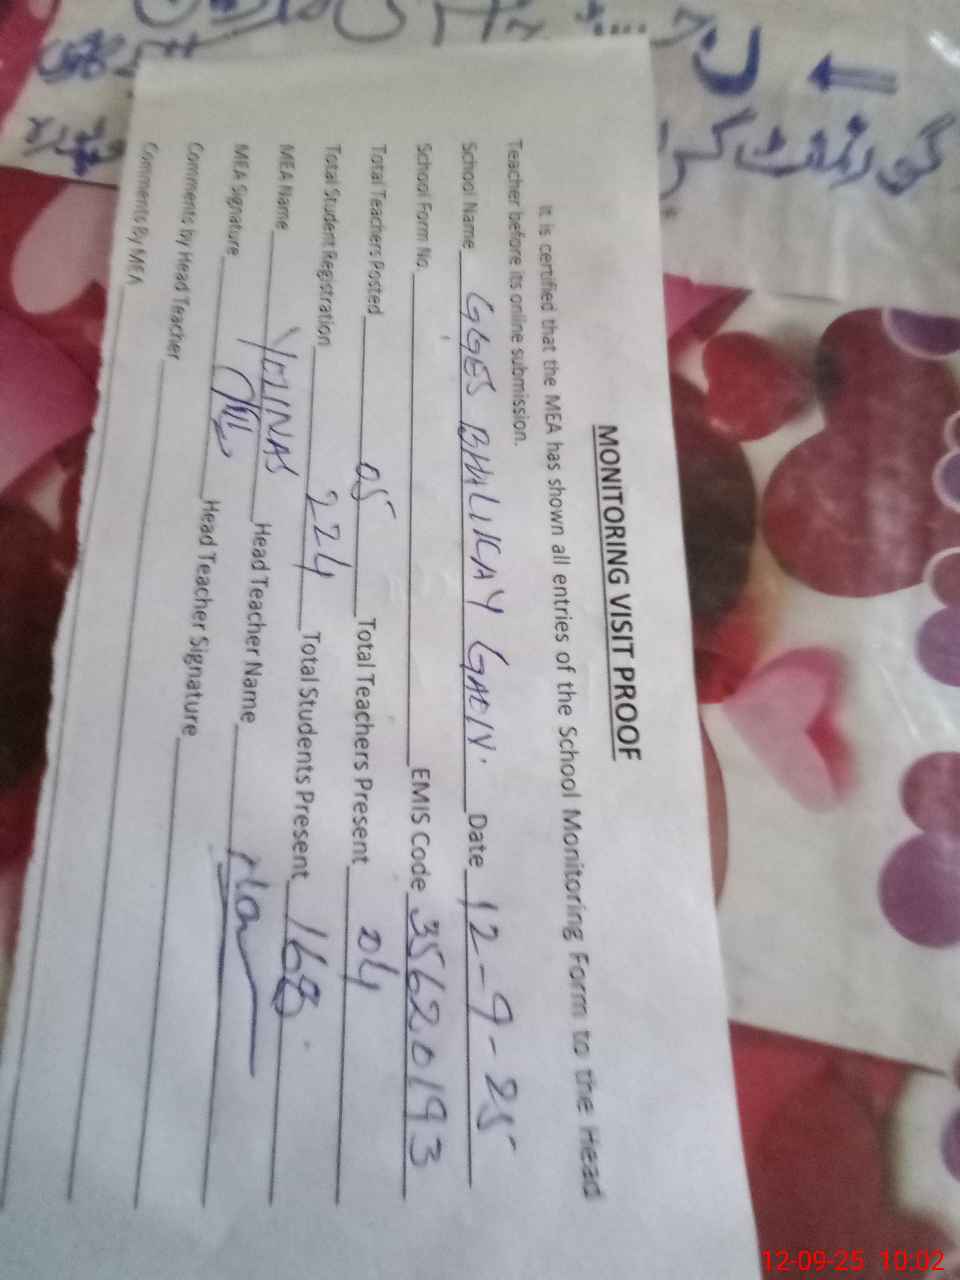 MONITORING VISIT PROOF
It is certified that the MEA has shown all entries of the School Monitoring Form to the Head
Teacher before its online submission.
School Name GGES BHALIKAY GADIV. Date 12-9-25
School Form No. EMIS Code 35620193
Total Teachers Posted 05 Total Teachers Present 04
Total Student Registration 224 Total Students Present 168
MEA Name YMINAS Head Teacher Name
MEA Signature Head Teacher Signature
Comments by Head Teacher
Comments By MEA
12-09-25 10:02